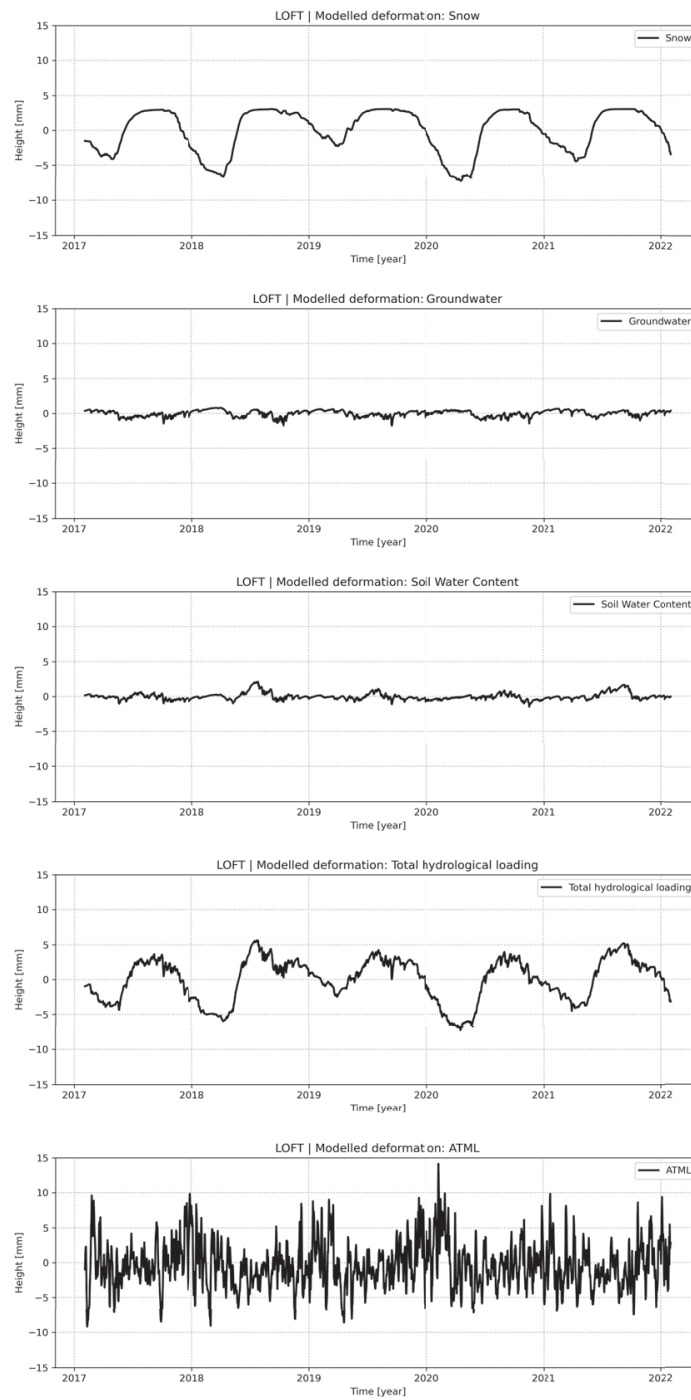 LOFT | Modelled deformation: Snow
Snow
15
10
5
0
−5
−10
−15
Height [mm]
2017 2018 2019 2020 2021 2022
Time [year]
LOFT | Modelled deformation: Groundwater
Groundwater
15
10
5
0
−5
−10
−15
Height [mm]
2017 2018 2019 2020 2021 2022
Time [year]
LOFT | Modelled deformation: Soil Water Content
Soil Water Content
15
10
5
0
−5
−10
−15
Height [mm]
2017 2018 2019 2020 2021 2022
Time [year]
LOFT | Modelled deformation: Total hydrological loading
Total hydrological loading
15
10
5
0
−5
−10
−15
Height [mm]
2017 2018 2019 2020 2021 2022
Time [year]
LOFT | Modelled deformation: ATML
ATML
15
10
5
0
−5
−10
−15
Height [mm]
2017 2018 2019 2020 2021 2022
Time [year]